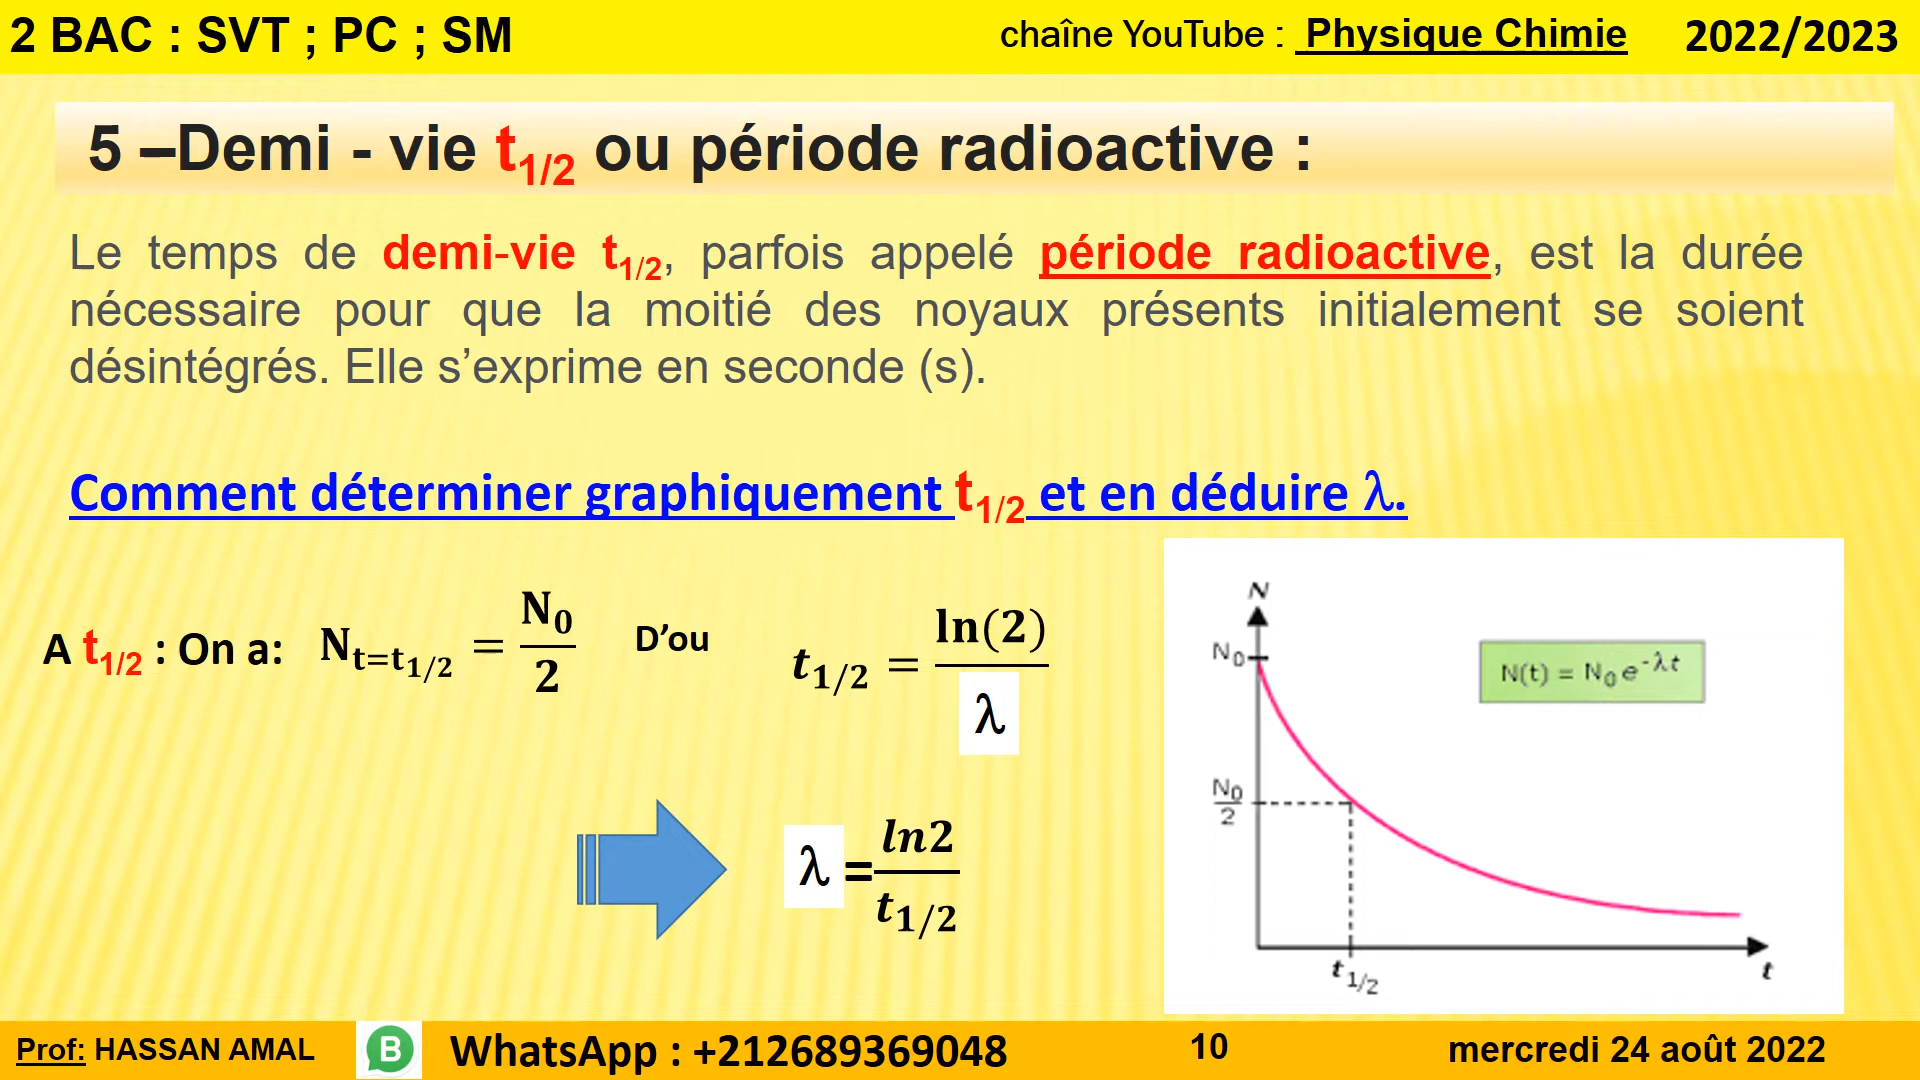 2 BAC : SVT ; PC ; SM
chaîne YouTube : Physique Chimie
2022/2023
5 –Demi - vie t1/2 ou période radioactive :
Le temps de demi-vie t1/2, parfois appelé période radioactive, est la durée
nécessaire pour que la moitié des noyaux présents initialement se soient
désintégrés. Elle s’exprime en seconde (s).
Comment déterminer graphiquement t1/2 et en déduire λ.
A t1/2 : On a: N_{t=t1/2} = N0/2 D’ou t1/2 = ln(2)/λ
λ = ln2/t1/2
N
N0
N(t) = N0 e^{-λt}
N0/2
t1/2
t
Prof: HASSAN AMAL
B
WhatsApp : +212689369048
10
mercredi 24 août 2022